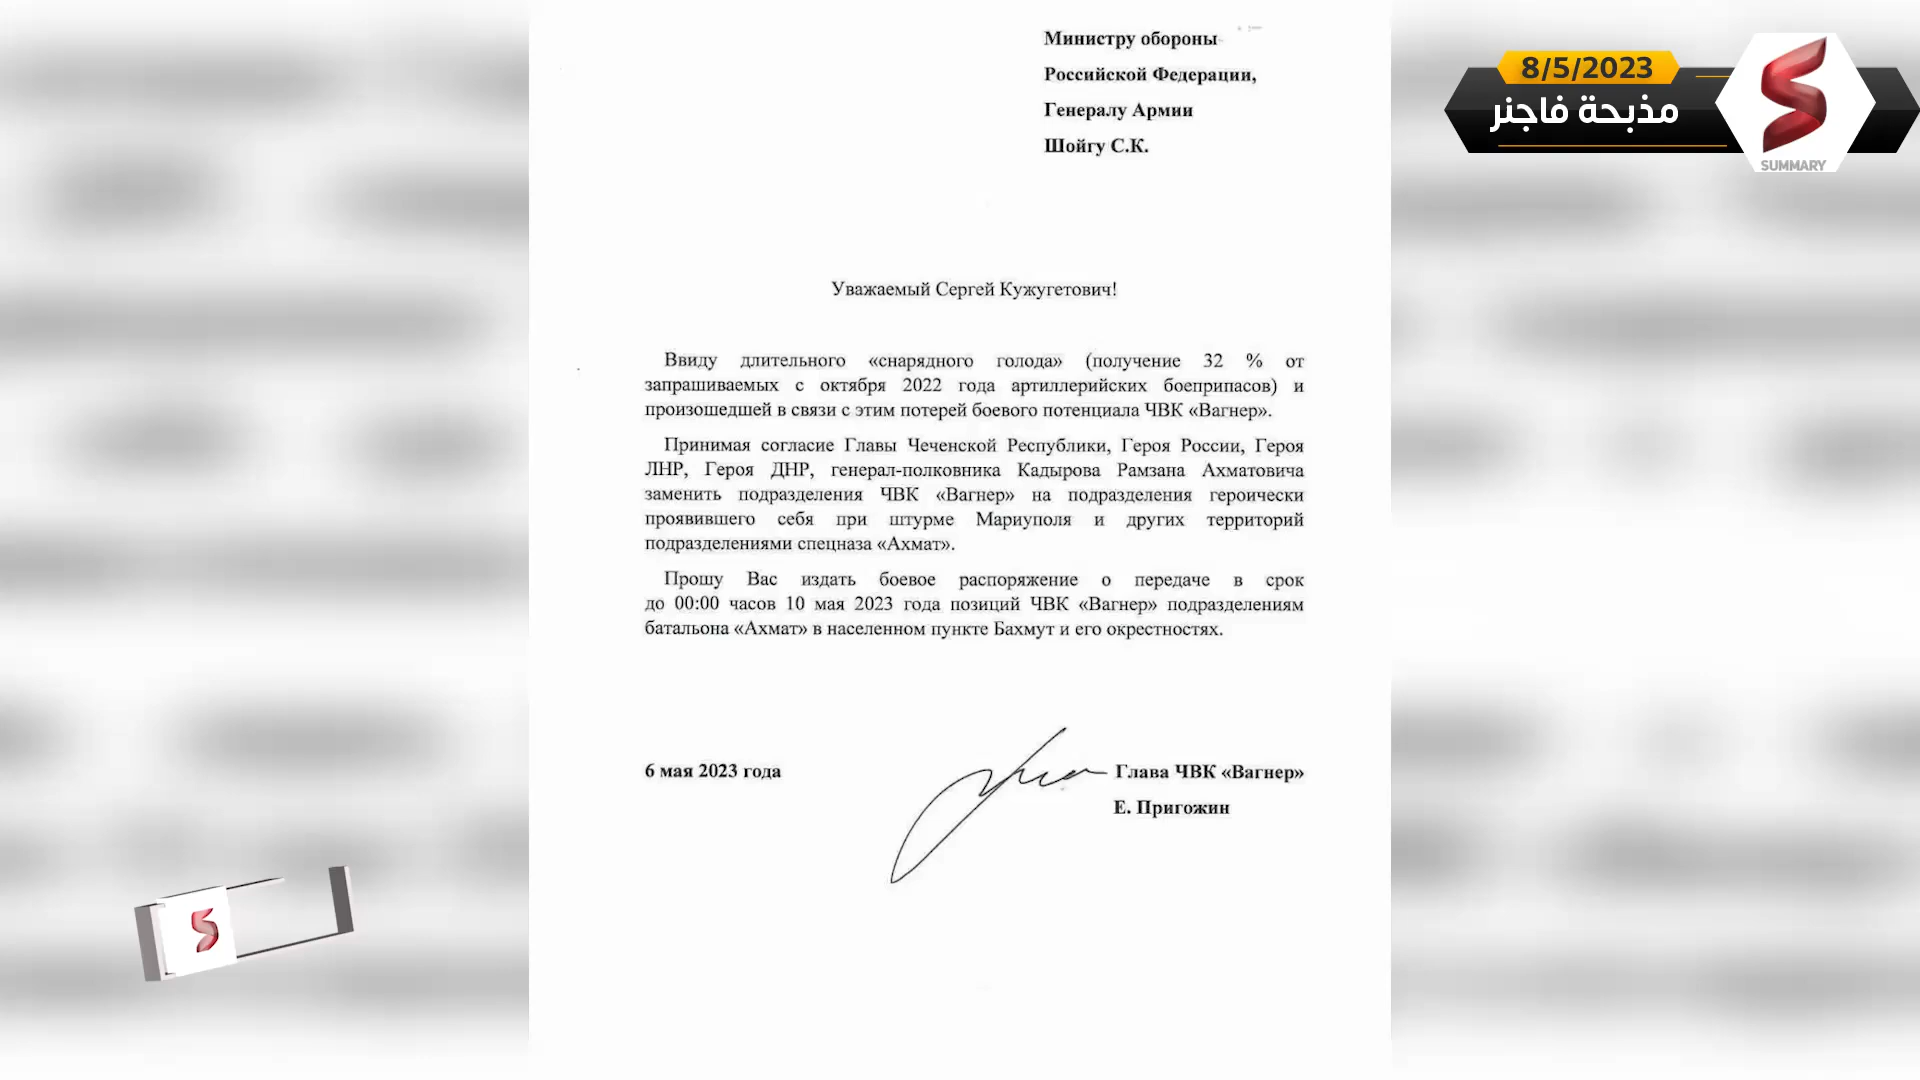 Министру обороны
Российской Федерации,
Генералу Армии
Шойгу С.К.
8/5/2023
مذبحة فاجنر
SUMMARY
Уважаемый Сергей Кужугетович!
Ввиду длительного «снарядного голода» (получение 32 % от
запрашиваемых с октября 2022 года артиллерийских боеприпасов) и
произошедшей в связи с этим потерей боевого потенциала ЧВК «Вагнер».
Принимая согласие Главы Чеченской Республики, Героя России, Героя
ЛНР, Героя ДНР, генерал-полковника Кадырова Рамзана Ахматовича
заменить подразделения ЧВК «Вагнер» на подразделения героически
проявившего себя при штурме Мариуполя и других территорий
подразделениями спецназа «Ахмат».
Прошу Вас издать боевое распоряжение о передаче в срок
до 00:00 часов 10 мая 2023 года позиций ЧВК «Вагнер» подразделениям
батальона «Ахмат» в населенном пункте Бахмут и его окрестностях.
6 мая 2023 года
Глава ЧВК «Вагнер»
Е. Пригожин